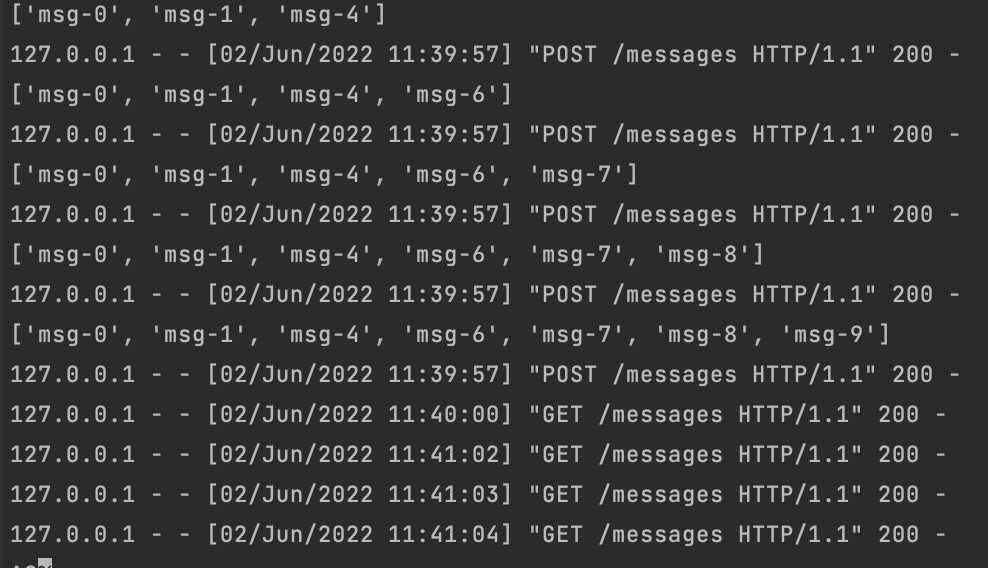 ['msg-0', 'msg-1', 'msg-4']
127.0.0.1 - - [02/Jun/2022 11:39:57] "POST /messages HTTP/1.1" 200 -
['msg-0', 'msg-1', 'msg-4', 'msg-6']
127.0.0.1 - - [02/Jun/2022 11:39:57] "POST /messages HTTP/1.1" 200 -
['msg-0', 'msg-1', 'msg-4', 'msg-6', 'msg-7']
127.0.0.1 - - [02/Jun/2022 11:39:57] "POST /messages HTTP/1.1" 200 -
['msg-0', 'msg-1', 'msg-4', 'msg-6', 'msg-7', 'msg-8']
127.0.0.1 - - [02/Jun/2022 11:39:57] "POST /messages HTTP/1.1" 200 -
['msg-0', 'msg-1', 'msg-4', 'msg-6', 'msg-7', 'msg-8', 'msg-9']
127.0.0.1 - - [02/Jun/2022 11:39:57] "POST /messages HTTP/1.1" 200 -
127.0.0.1 - - [02/Jun/2022 11:40:00] "GET /messages HTTP/1.1" 200 -
127.0.0.1 - - [02/Jun/2022 11:41:02] "GET /messages HTTP/1.1" 200 -
127.0.0.1 - - [02/Jun/2022 11:41:03] "GET /messages HTTP/1.1" 200 -
127.0.0.1 - - [02/Jun/2022 11:41:04] "GET /messages HTTP/1.1" 200 -